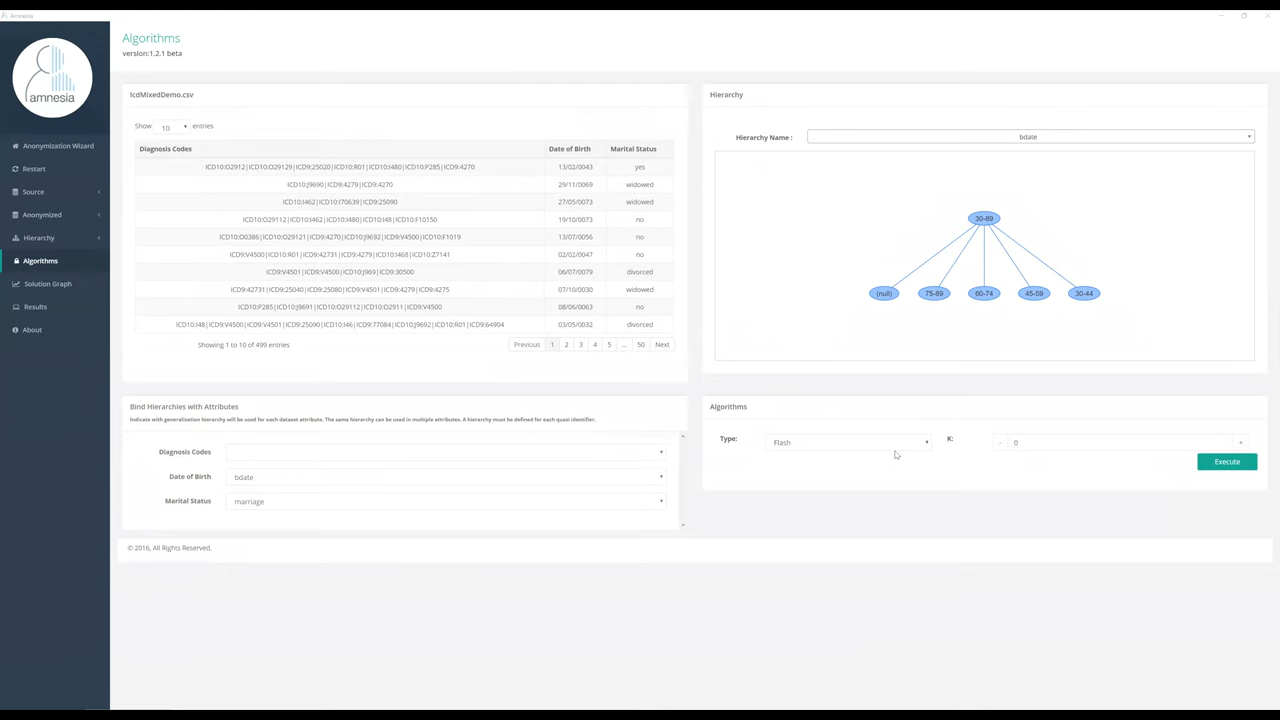 Amnesia
Algorithms
version:1.2.1 beta
amnesia
Anonymization Wizard
Restart
Source
Anonymized
Hierarchy
Algorithms
Solution Graph
Results
About
IcdMixedDemo.csv
Show 10 entries
Diagnosis Codes Date of Birth Marital Status
ICD10:O2912|ICD10:O29129|ICD9:25020|ICD10:R01|ICD10:I480|ICD10:P285|ICD9:4270 13/02/0043 yes
ICD10:J9690|ICD9:4279|ICD9:4270 29/11/0069 widowed
ICD10:I462|ICD10:I70639|ICD9:25090 27/05/0073 widowed
ICD10:O29112|ICD10:I462|ICD10:I480|ICD10:I48|ICD10:F10150 19/10/0073 no
ICD10:O0386|ICD10:O29121|ICD9:4270|ICD10:J9692|ICD9:V4500|ICD10:F1019 13/07/0056 no
ICD9:V4500|ICD10:R01|ICD9:42731|ICD9:4279|ICD10:I468|ICD10:Z7141 02/02/0047 no
ICD9:V4501|ICD9:V4500|ICD10:J969|ICD9:30500 06/07/0079 divorced
ICD9:42731|ICD9:25040|ICD9:25080|ICD9:V4501|ICD9:4279|ICD9:4275 07/10/0030 widowed
ICD10:P285|ICD10:J9691|ICD10:O29112|ICD10:O2911|ICD9:V4500 08/06/0063 no
ICD10:I48|ICD9:V4500|ICD9:V4501|ICD9:25090|ICD10:I46|ICD9:77084|ICD10:J9692|ICD10:R01|ICD9:64904 03/05/0032 divorced
Showing 1 to 10 of 499 entries Previous 1 2 3 4 5 ... 50 Next
Hierarchy
Hierarchy Name : bdate
30-89
(null) 75-89 60-74 45-59 30-44
Bind Hierarchies with Attributes
Indicate with generalization hierarchy will be used for each dataset attribute. The same hierarchy can be used in multiple attributes. A hierarchy must be defined for each quasi identifier.
Diagnosis Codes
Date of Birth bdate
Marital Status marriage
Algorithms
Type: Flash K: - 0 +
Execute
© 2016, All Rights Reserved.